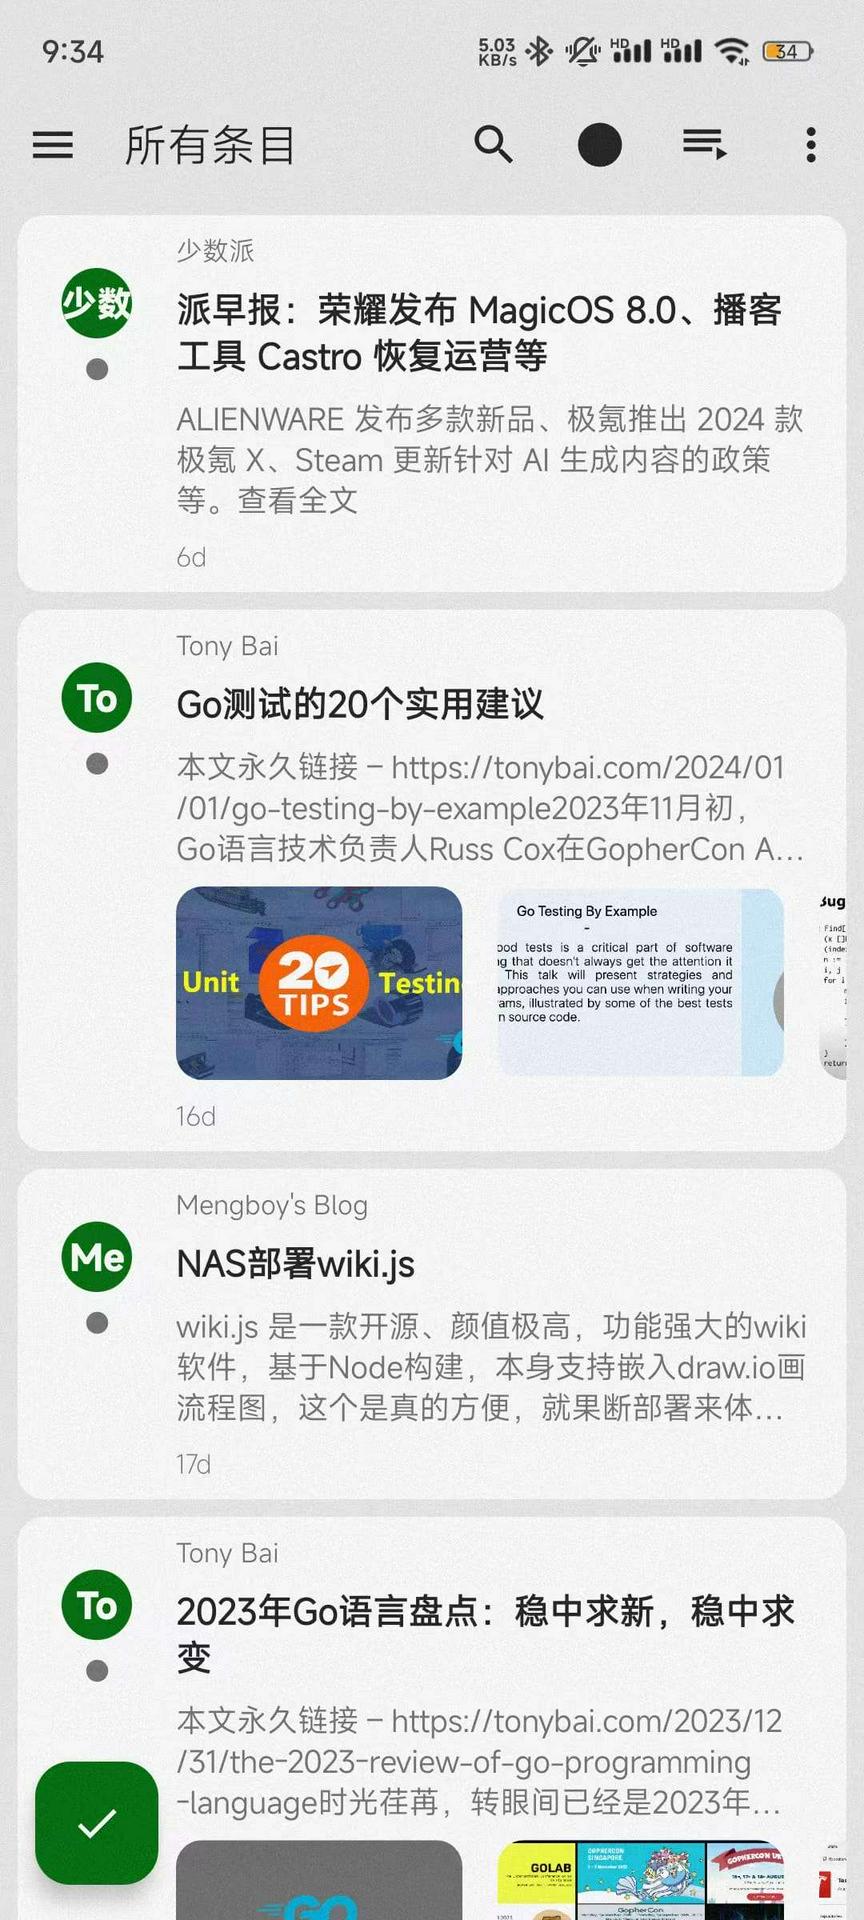 9:34
5.03
KB/s
HD
HD
34
所有条目
少数派
少数
派早报：荣耀发布 MagicOS 8.0、播客
工具 Castro 恢复运营等
ALIENWARE 发布多款新品、极氪推出 2024 款
极氪 X、Steam 更新针对 AI 生成内容的政策
等。查看全文
6d
Tony Bai
To
Go测试的20个实用建议
本文永久链接 – https://tonybai.com/2024/01
/01/go-testing-by-example2023年11月初，
Go语言技术负责人Russ Cox在GopherCon A...
Unit
20
TIPS
Testin
Go Testing By Example
-
ood tests is a critical part of software
g that doesn't always get the attention it
This talk will present strategies and
approaches you can use when writing your
ams, illustrated by some of the best tests
n source code.
Find[
(x []
(index
n :=
i, j
for i
}
retur
16d
Mengboy's Blog
Me
NAS部署wiki.js
wiki.js 是一款开源、颜值极高，功能强大的wiki
软件，基于Node构建，本身支持嵌入draw.io画
流程图，这个是真的方便，就果断部署来体...
17d
Tony Bai
To
2023年Go语言盘点：稳中求新，稳中求
变
本文永久链接 – https://tonybai.com/2023/12
/31/the-2023-review-of-go-programming
-language时光荏苒，转眼间已经是2023年...
GO
GOLAB
GOPHERCON
SINGAPORE
GOPHERCON UK
GopherCon